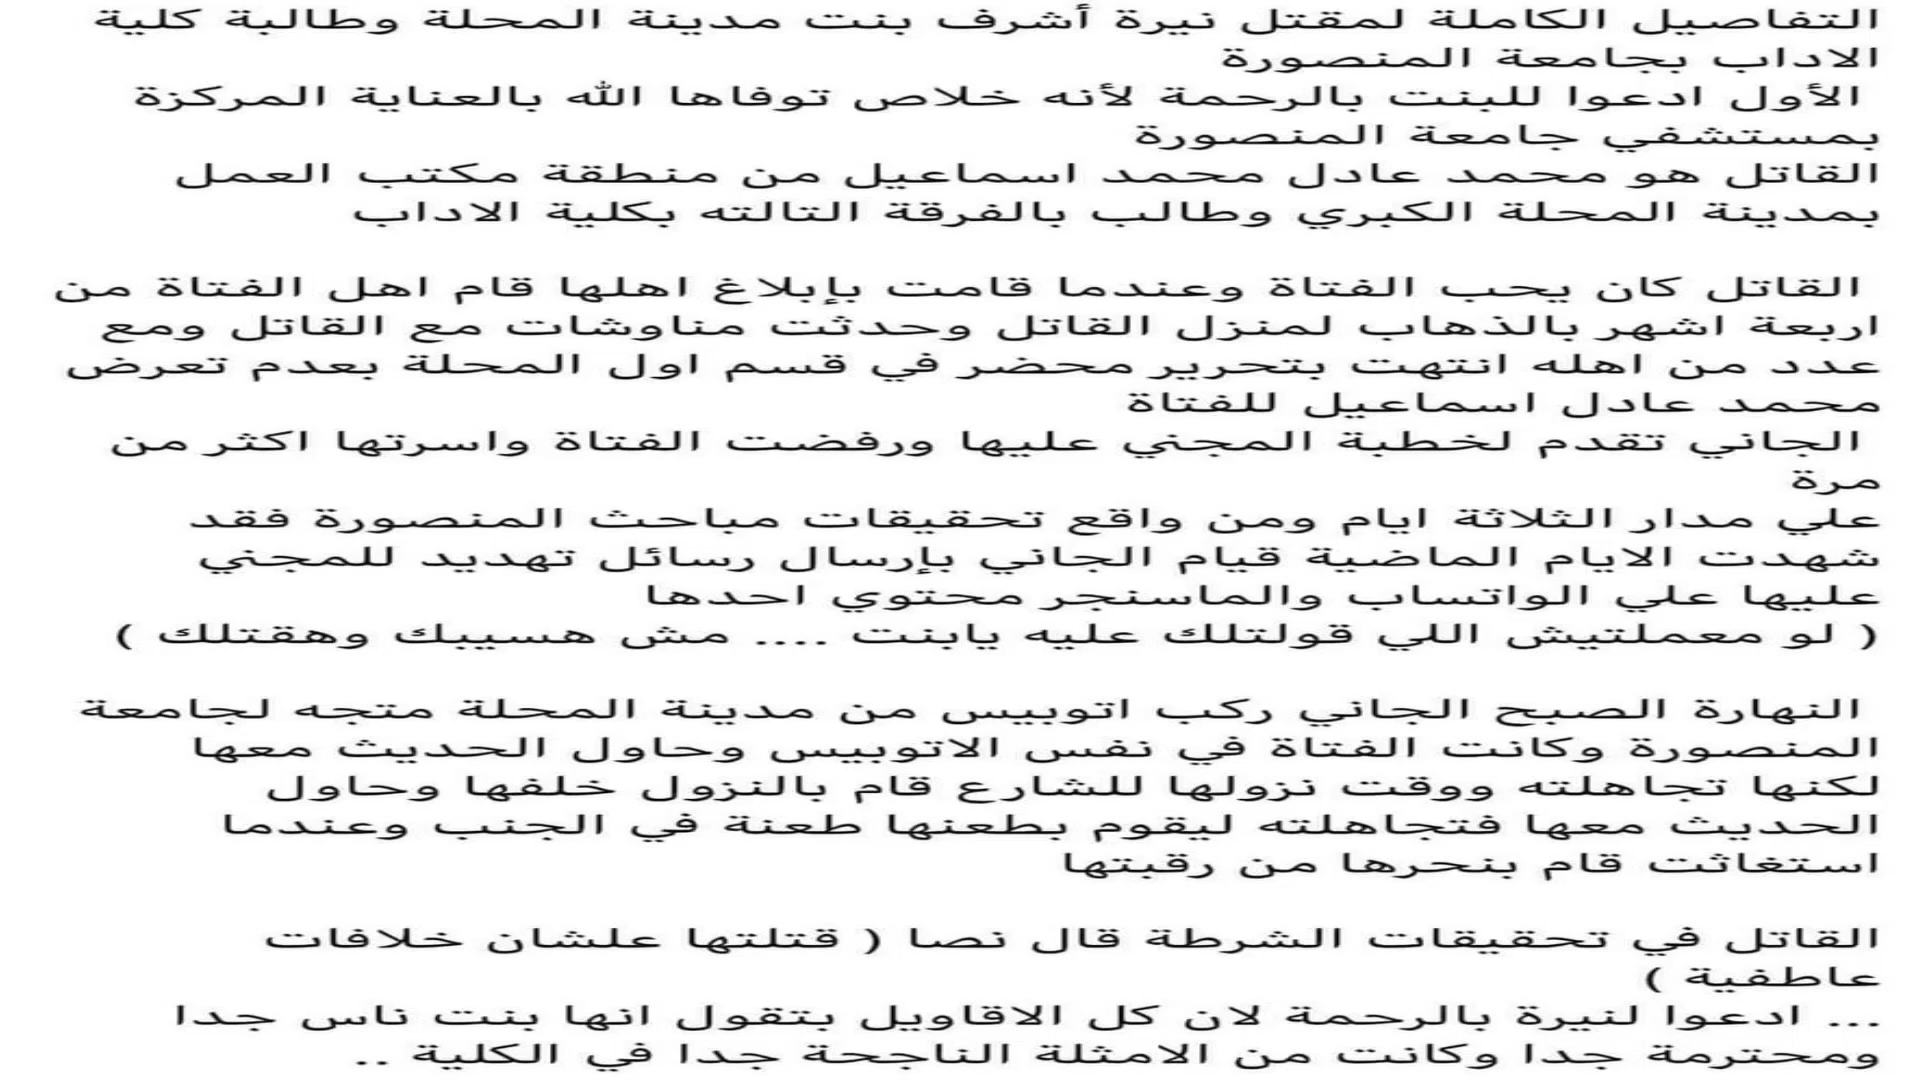 التفاصيل الكاملة لمقتل نيرة أشرف بنت مدينة المحلة وطالبة كلية
الاداب بجامعة المنصورة
الأول ادعوا للبنت بالرحمة لأنه خلاص توفاها الله بالعناية المركزة
بمستشفي جامعة المنصورة
القاتل هو محمد عادل محمد اسماعيل من منطقة مكتب العمل
بمدينة المحلة الكبري وطالب بالفرقة التالته بكلية الاداب
القاتل كان يحب الفتاة وعندما قامت بإبلاغ اهلها قام اهل الفتاة من
اربعة اشهر بالذهاب لمنزل القاتل وحدثت مناوشات مع القاتل ومع
عدد من اهله انتهت بتحرير محضر في قسم اول المحلة بعدم تعرض
محمد عادل اسماعيل للفتاة
الجاني تقدم لخطبة المجني عليها ورفضت الفتاة واسرتها اكثر من
مرة
علي مدار الثلاثة ايام ومن واقع تحقيقات مباحث المنصورة فقد
شهدت الايام الماضية قيام الجاني بإرسال رسائل تهديد للمجني
عليها علي الواتساب والماسنجر محتوي احدها
( لو معملتيش اللي قولتلك عليه يابنت .... مش هسيبك وهقتلك )
النهارة الصبح الجاني ركب اتوبيس من مدينة المحلة متجه لجامعة
المنصورة وكانت الفتاة في نفس الاتوبيس وحاول الحديث معها
لكنها تجاهلته ووقت نزولها للشارع قام بالنزول خلفها وحاول
الحديث معها فتجاهلته ليقوم بطعنها طعنة في الجنب وعندما
استغاثت قام بنحرها من رقبتها
القاتل في تحقيقات الشرطة قال نصا ( قتلتها علشان خلافات
عاطفية )
... ادعوا لنيرة بالرحمة لان كل الاقاويل بتقول انها بنت ناس جدا
ومحترمة جدا وكانت من الامثلة الناجحة جدا في الكلية ..